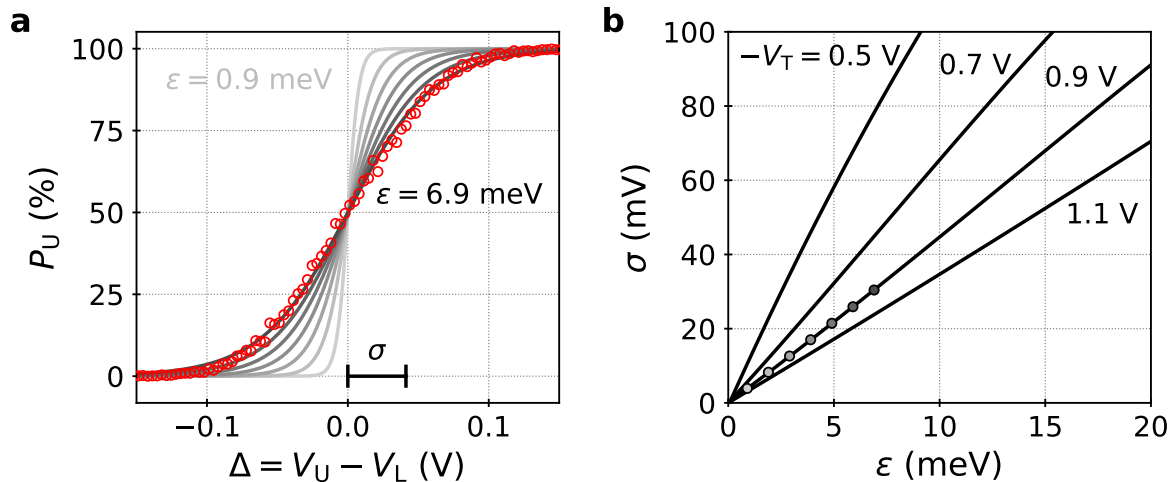 a
100
75
50
25
0
P_U (%)
ε = 0.9 meV
ε = 6.9 meV
σ
−0.1
0.0
0.1
Δ = V_U − V_L (V)
b
100
80
60
40
20
0
σ (mV)
−V_T = 0.5 V
0.7 V
0.9 V
1.1 V
0
5
10
15
20
ε (meV)